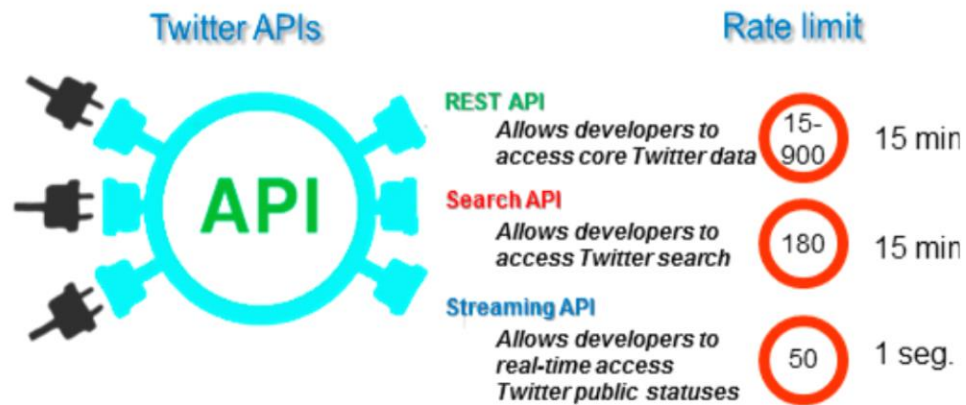 Twitter APIs
Rate limit
API
REST API
Allows developers to
access core Twitter data
15-
900
15 min
Search API
Allows developers to
access Twitter search
180
15 min
Streaming API
Allows developers to
real-time access
Twitter public statuses
50
1 seg.